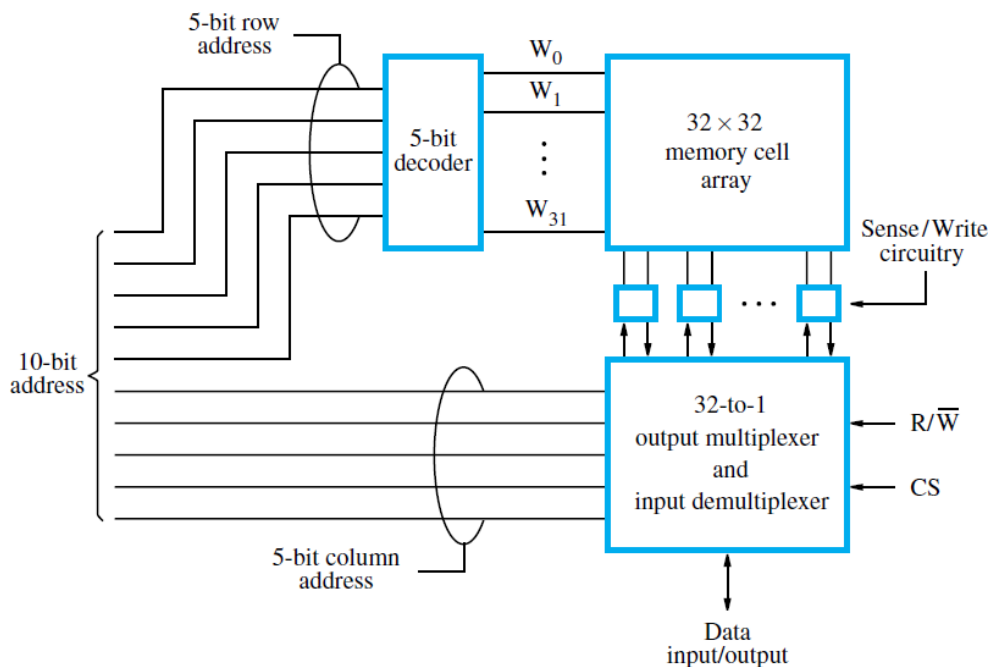 5-bit row
address
W0
W1
W31
5-bit
decoder
32 × 32
memory cell
array
Sense/Write
circuitry
10-bit
address
32-to-1
output multiplexer
and
input demultiplexer
R/W̅
CS
5-bit column
address
Data
input/output